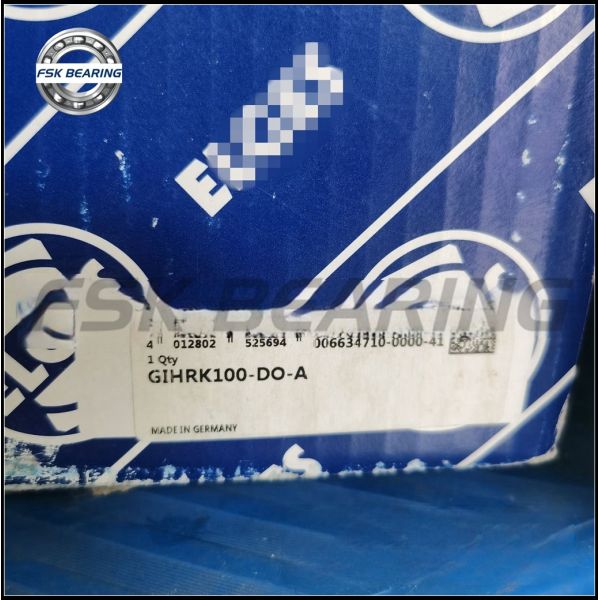 FSK BEARING
FSK BEARING
4 012802 525694 006634710-0000-41
1 Qty
GIHRK100-DO-A
MADE IN GERMANY